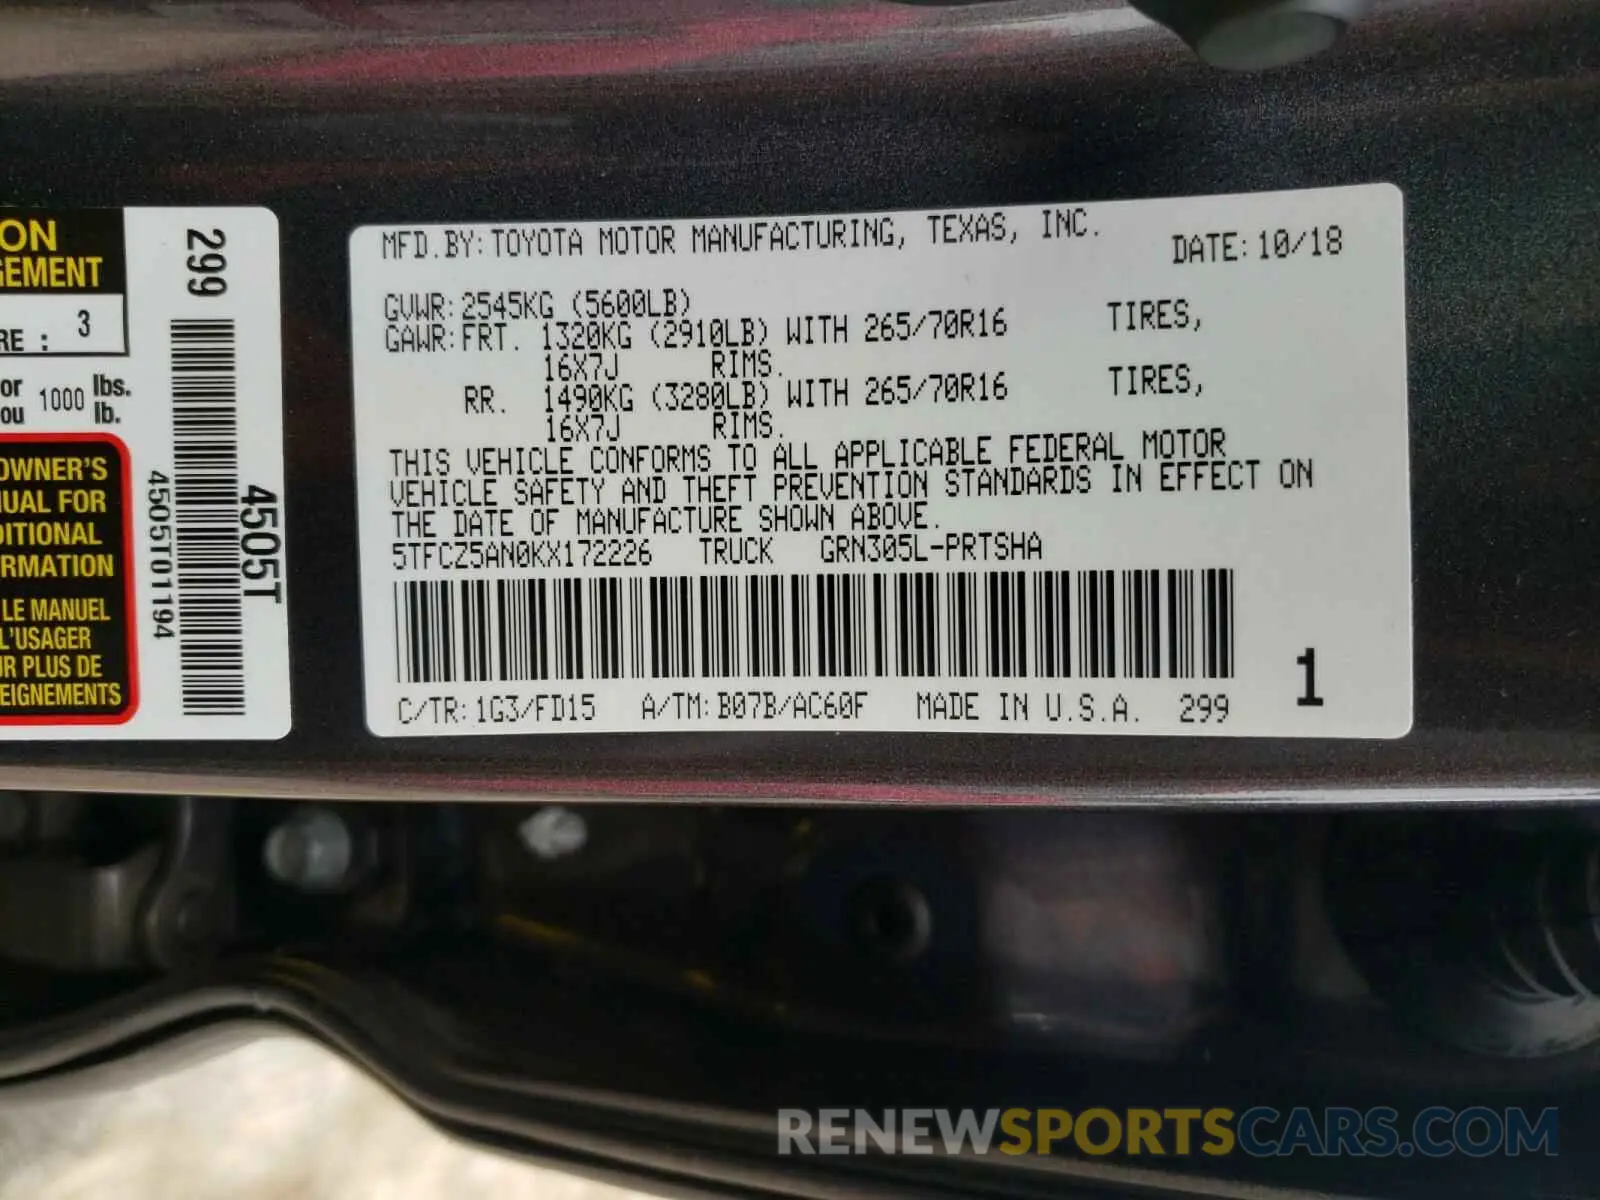 ON
GEMENT
RE : 3
or 1000 lbs.
ou lb.
OWNER'S
UAL FOR
DITIONAL
RMATION
LE MANUEL
L'USAGER
UR PLUS DE
EIGNEMENTS
299
4505T
4505T01194
MFD.BY:TOYOTA MOTOR MANUFACTURING, TEXAS, INC.
DATE:10/18
GVWR:2545KG (5600LB)
GAWR:FRT. 1320KG (2910LB) WITH 265/70R16 TIRES,
16X7J RIMS.
RR. 1490KG (3280LB) WITH 265/70R16 TIRES,
16X7J RIMS.
THIS VEHICLE CONFORMS TO ALL APPLICABLE FEDERAL MOTOR
VEHICLE SAFETY AND THEFT PREVENTION STANDARDS IN EFFECT ON
THE DATE OF MANUFACTURE SHOWN ABOVE.
5TFCZ5AN0KX172226 TRUCK GRN305L-PRTSHA
C/TR:1G3/FD15 A/TM:B07B/AC60F MADE IN U.S.A. 299
1
RENEWSPORTSCARS.COM